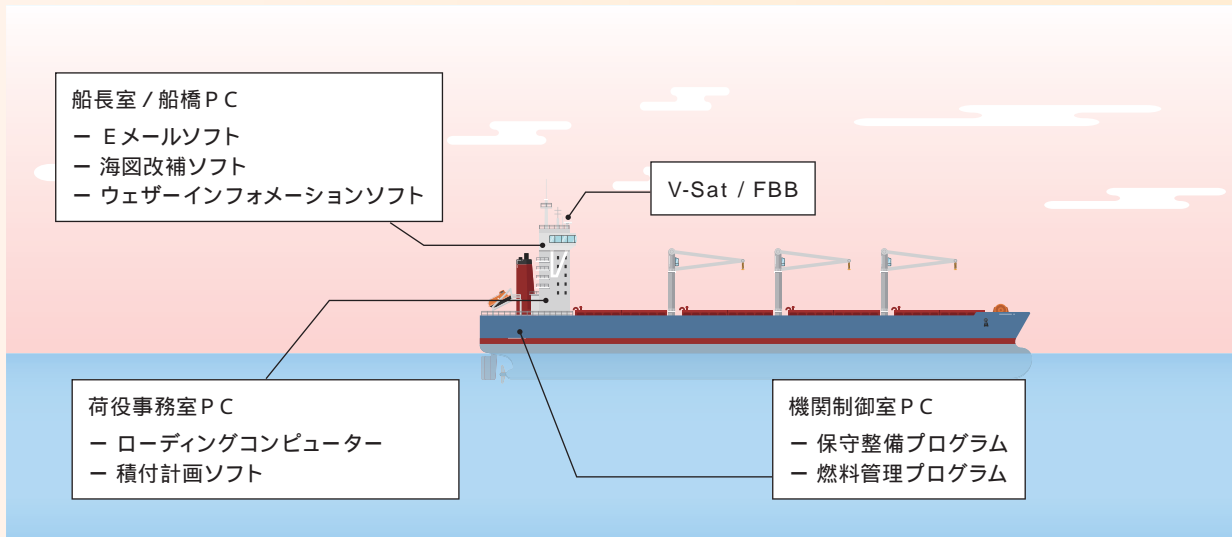 船長室 / 船橋ＰＣ
ー Ｅメールソフト
ー 海図改補ソフト
ー ウェザーインフォメーションソフト
V-Sat / FBB
荷役事務室ＰＣ
ー ローディングコンピューター
ー 積付計画ソフト
機関制御室ＰＣ
ー 保守整備プログラム
ー 燃料管理プログラム